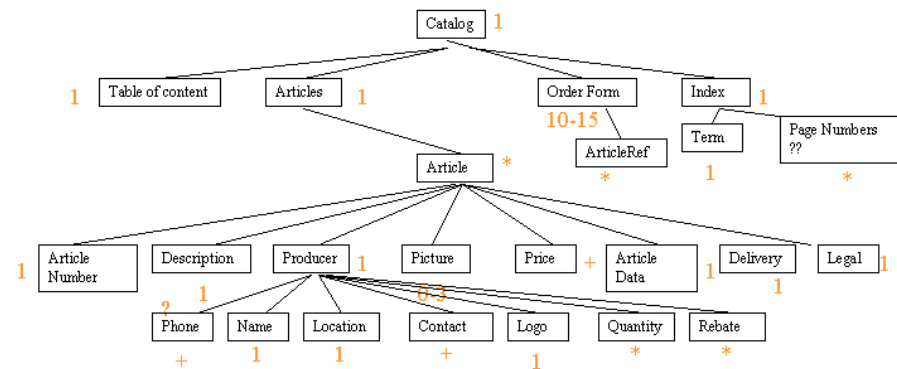 Catalog 1
1 Table of content
Articles 1
Order Form
10-15
Index 1
Term
1
Page Numbers
??
*
ArticleRef
*
Article *
1 Article
Number
Description
1
Producer 1
Picture
0-3
Price +
Article
Data 1
Delivery
1
Legal 1
?
Phone
+
Name
1
Location
1
Contact
+
Logo
1
Quantity
*
Rebate
*